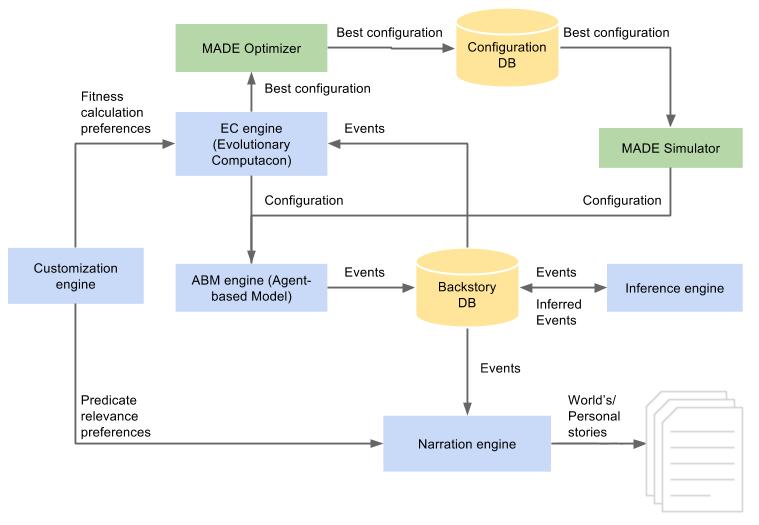 Best configuration
Best configuration
MADE Optimizer
Configuration
DB
Best configuration
Fitness
calculation
preferences
EC engine
(Evolutionary
Computacon)
Events
MADE Simulator
Configuration
Configuration
Customization
engine
ABM engine (Agent-
based Model)
Events
Backstory
DB
Events
Inferred
Events
Inference engine
Events
Predicate
relevance
preferences
Narration engine
World's/
Personal
stories